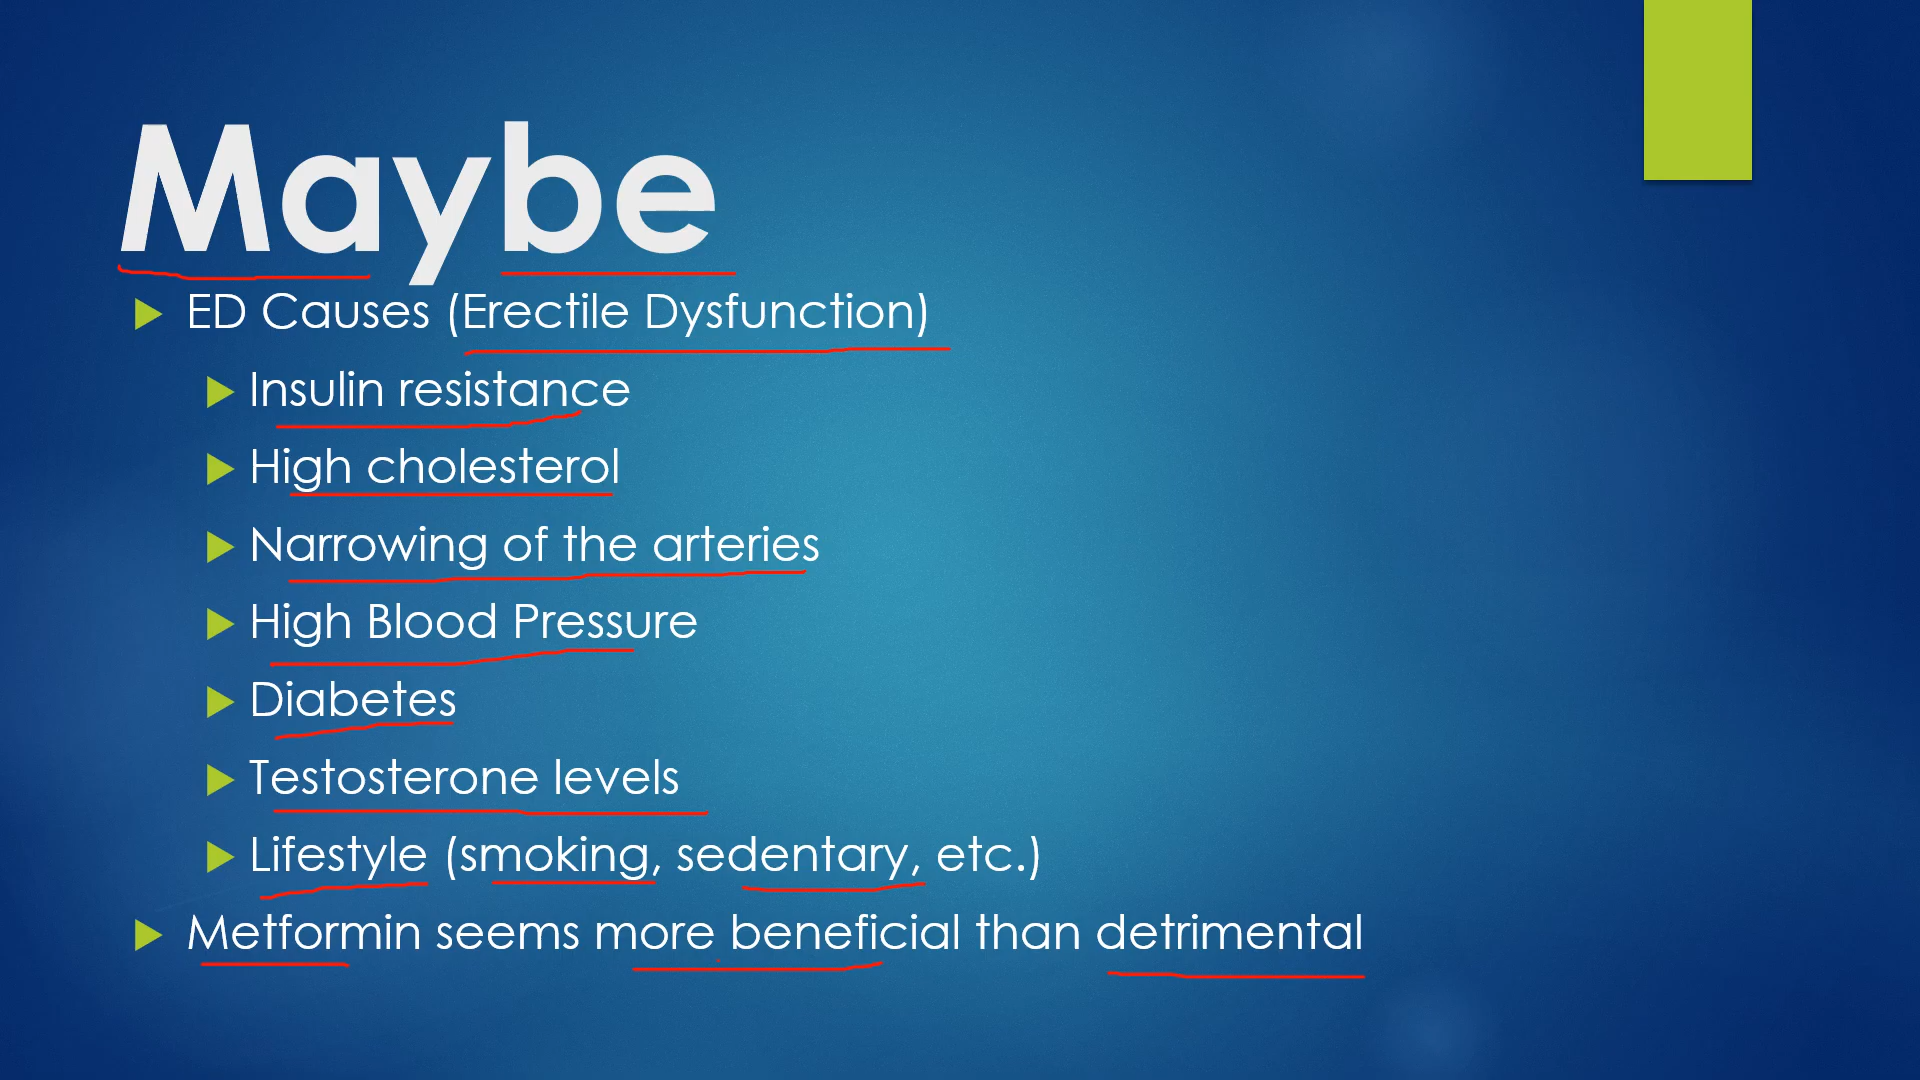 Maybe
ED Causes (Erectile Dysfunction)
Insulin resistance
High cholesterol
Narrowing of the arteries
High Blood Pressure
Diabetes
Testosterone levels
Lifestyle (smoking, sedentary, etc.)
Metformin seems more beneficial than detrimental